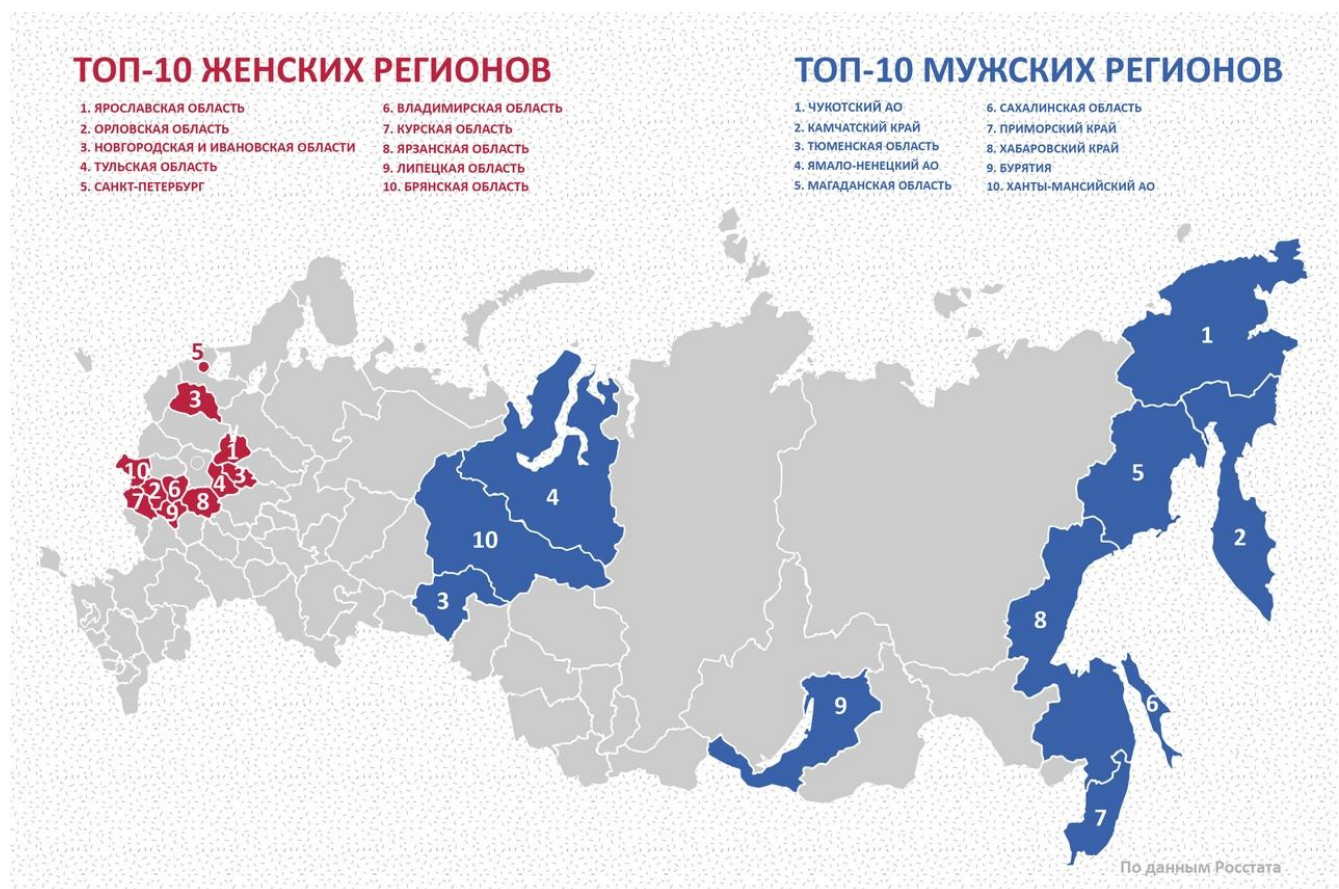 ТОП-10 ЖЕНСКИХ РЕГИОНОВ
1. ЯРОСЛАВСКАЯ ОБЛАСТЬ
2. ОРЛОВСКАЯ ОБЛАСТЬ
3. НОВГОРОДСКАЯ И ИВАНОВСКАЯ ОБЛАСТИ
4. ТУЛЬСКАЯ ОБЛАСТЬ
5. САНКТ-ПЕТЕРБУРГ
6. ВЛАДИМИРСКАЯ ОБЛАСТЬ
7. КУРСКАЯ ОБЛАСТЬ
8. ЯРЗАНСКАЯ ОБЛАСТЬ
9. ЛИПЕЦКАЯ ОБЛАСТЬ
10. БРЯНСКАЯ ОБЛАСТЬ
ТОП-10 МУЖСКИХ РЕГИОНОВ
1. ЧУКОТСКИЙ АО
2. КАМЧАТСКИЙ КРАЙ
3. ТЮМЕНСКАЯ ОБЛАСТЬ
4. ЯМАЛО-НЕНЕЦКИЙ АО
5. МАГАДАНСКАЯ ОБЛАСТЬ
6. САХАЛИНСКАЯ ОБЛАСТЬ
7. ПРИМОРСКИЙ КРАЙ
8. ХАБАРОВСКИЙ КРАЙ
9. БУРЯТИЯ
10. ХАНТЫ-МАНСИЙСКИЙ АО
5
3
1
10
2
6
4
3
7
9
8
4
10
3
9
1
5
2
8
6
7
По данным Росстата